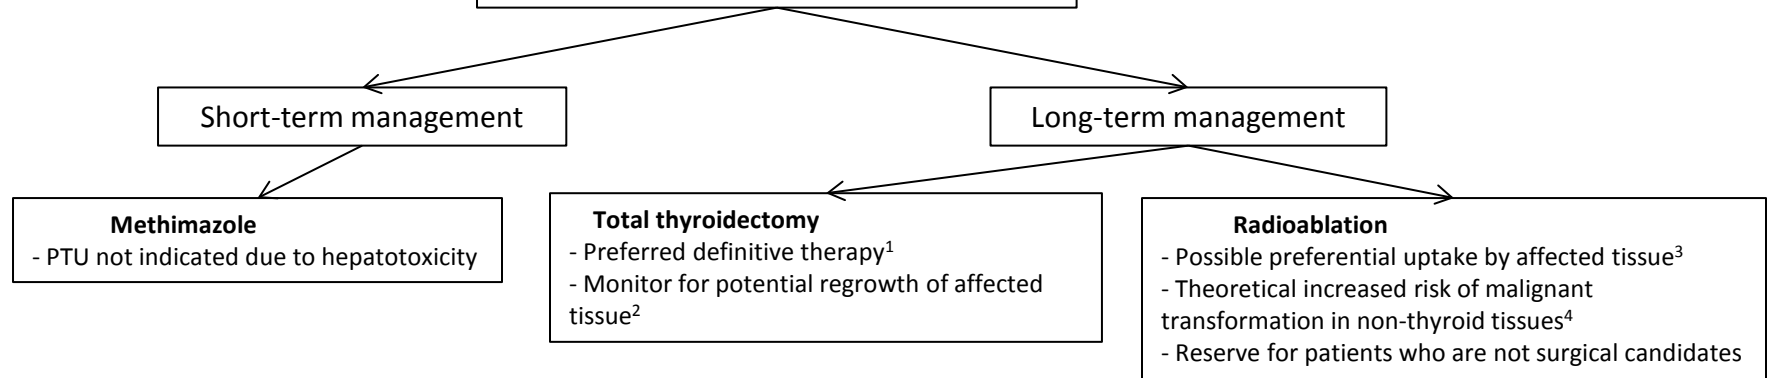 Short-term management
Long-term management
Methimazole
- PTU not indicated due to hepatotoxicity
Total thyroidectomy
- Preferred definitive therapy¹
- Monitor for potential regrowth of affected
tissue²
Radioablation
- Possible preferential uptake by affected tissue³
- Theoretical increased risk of malignant
transformation in non-thyroid tissues⁴
- Reserve for patients who are not surgical candidates